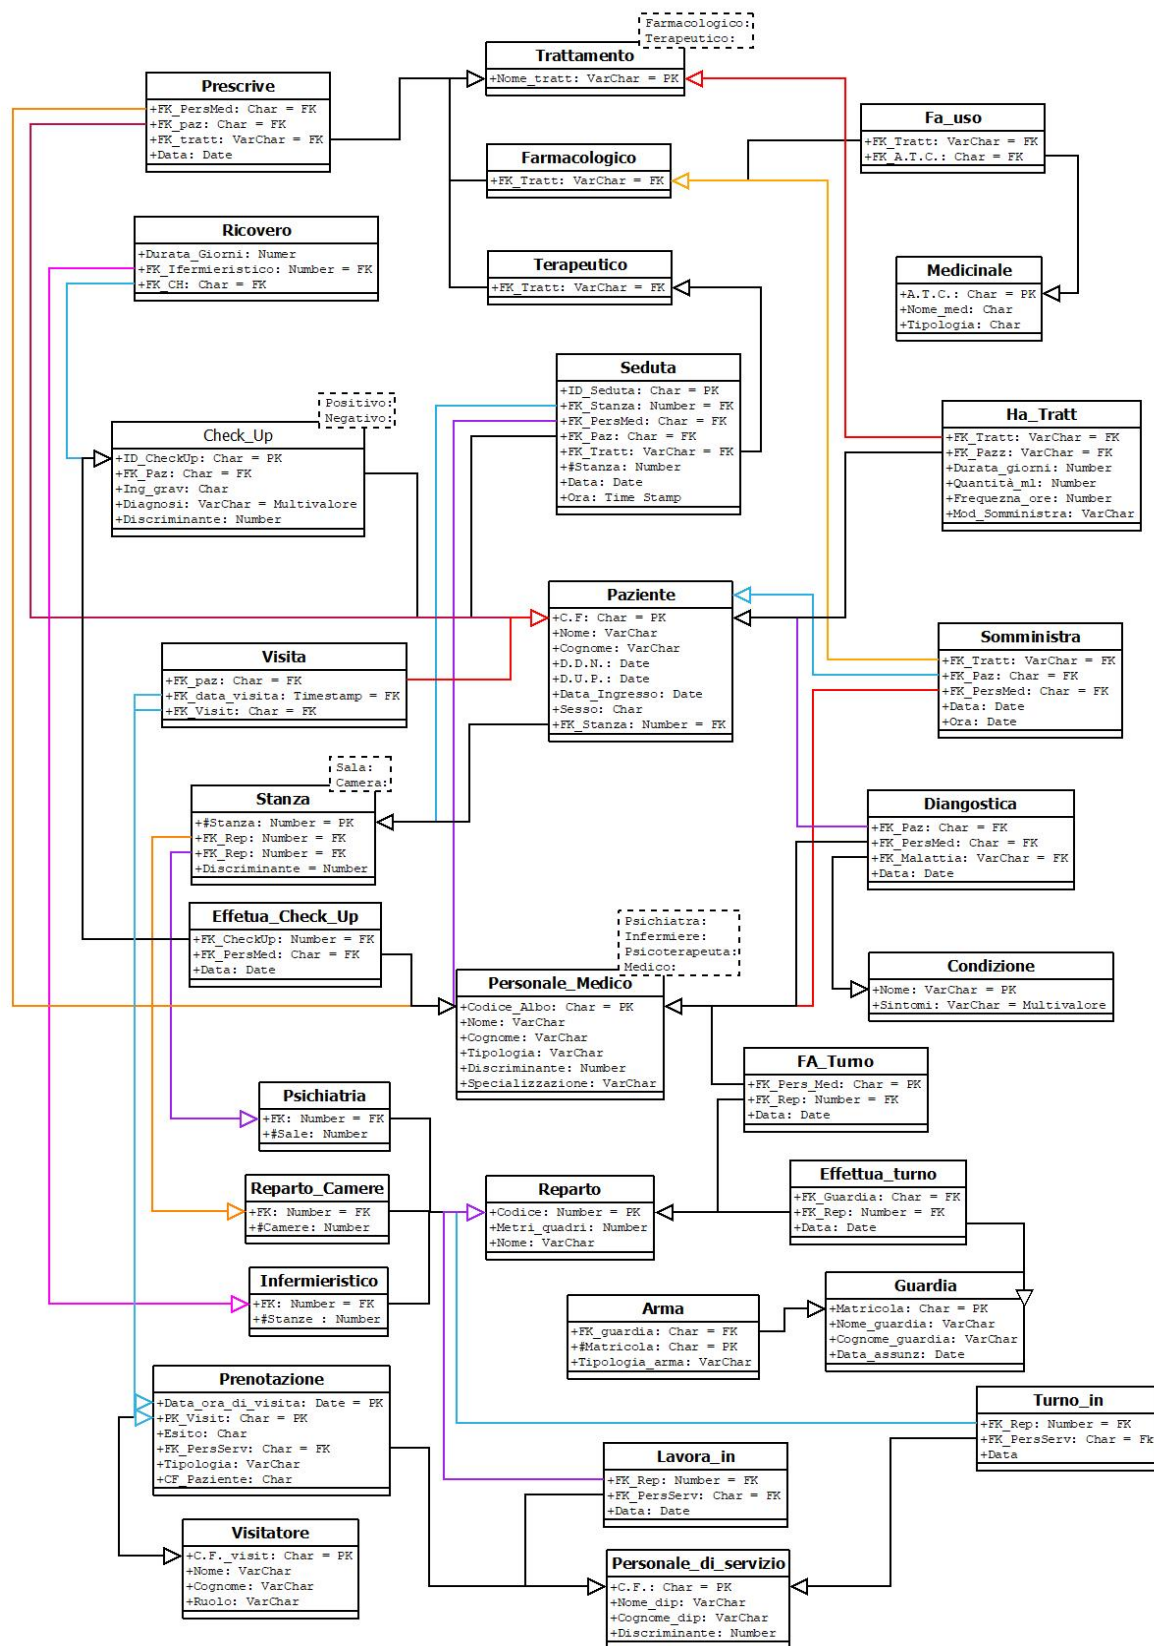 Farmacologico:
Terapeutico:
Trattamento
+Nome_tratt: VarChar = PK
Prescrive
+FK_PersMed: Char = FK
+FK_paz: Char = FK
+FK_tratt: VarChar = FK
+Data: Date
Fa_uso
+FK_Tratt: VarChar = FK
+FK_A.T.C.: Char = FK
Farmacologico
+FK_Tratt: VarChar = FK
Ricovero
+Durata_Giorni: Numer
+FK_Ifermieristico: Number = FK
+FK_CH: Char = FK
Terapeutico
+FK_Tratt: VarChar = FK
Medicinale
+A.T.C.: Char = PK
+Nome_med: Char
+Tipologia: Char
Seduta
+ID_Seduta: Char = PK
+FK_Stanza: Number = FK
+FK_PersMed: Char = FK
+FK_Paz: Char = FK
+FK_Tratt: VarChar = FK
+#Stanza: Number
+Data: Date
+Ora: Time Stamp
Positivo:
Negativo:
Check_Up
+ID_CheckUp: Char = PK
+FK_Paz: Char = FK
+Ing_grav: Char
+Diagnosi: VarChar = Multivalore
+Discriminante: Number
Ha_Tratt
+FK_Tratt: VarChar = FK
+FK_Pazz: VarChar = FK
+Durata_giorni: Number
+Quantità_ml: Number
+Frequezna_ore: Number
+Mod_Somministra: VarChar
Paziente
+C.F: Char = PK
+Nome: VarChar
+Cognome: VarChar
+D.D.N.: Date
+D.U.P.: Date
+Data_Ingresso: Date
+Sesso: Char
+FK_Stanza: Number = FK
Visita
+FK_paz: Char = FK
+FK_data_visita: Timestamp = FK
+FK_Visit: Char = FK
Somministra
+FK_Tratt: VarChar = FK
+FK_Paz: Char = FK
+FK_PersMed: Char = FK
+Data: Date
+Ora: Date
Sala:
Camera:
Stanza
+#Stanza: Number = PK
+FK_Rep: Number = FK
+FK_Rep: Number = FK
+Discriminante = Number
Diangostica
+FK_Paz: Char = FK
+FK_PersMed: Char = FK
+FK_Malattia: VarChar = FK
+Data: Date
Effetua_Check_Up
+FK_CheckUp: Number = FK
+FK_PersMed: Char = FK
+Data: Date
Psichiatra:
Infermiere:
Psicoterapeuta:
Medico:
Personale_Medico
+Codice_Albo: Char = PK
+Nome: VarChar
+Cognome: VarChar
+Tipologia: VarChar
+Discriminante: Number
+Specializzazione: VarChar
Condizione
+Nome: VarChar = PK
+Sintomi: VarChar = Multivalore
FA_Turno
+FK_Pers_Med: Char = PK
+FK_Rep: Number = FK
+Data: Date
Psichiatria
+FK: Number = FK
+#Sale: Number
Reparto_Camere
+FK: Number = FK
+#Camere: Number
Reparto
+Codice: Number = PK
+Metri_quadri: Number
+Nome: VarChar
Effettua_turno
+FK_Guardia: Char = FK
+FK_Rep: Number = FK
+Data: Date
Infermieristico
+FK: Number = FK
+#Stanze : Number
Arma
+FK_guardia: Char = FK
+#Matricola: Char = PK
+Tipologia_arma: VarChar
Guardia
+Matricola: Char = PK
+Nome_guardia: VarChar
+Cognome_guardia: VarChar
+Data_assunz: Date
Prenotazione
+Data_ora_di_visita: Date = PK
+PK_Visit: Char = PK
+Esito: Char
+FK_PersServ: Char = FK
+Tipologia: VarChar
+CF_Paziente: Char
Turno_in
+FK_Rep: Number = FK
+FK_PersServ: Char = Fk
+Data
Lavora_in
+FK_Rep: Number = FK
+FK_PersServ: Char = FK
+Data: Date
Visitatore
+C.F._visit: Char = PK
+Nome: VarChar
+Cognome: VarChar
+Ruolo: VarChar
Personale_di_servizio
+C.F.: Char = PK
+Nome_dip: VarChar
+Cognome_dip: VarChar
+Discriminante: Number